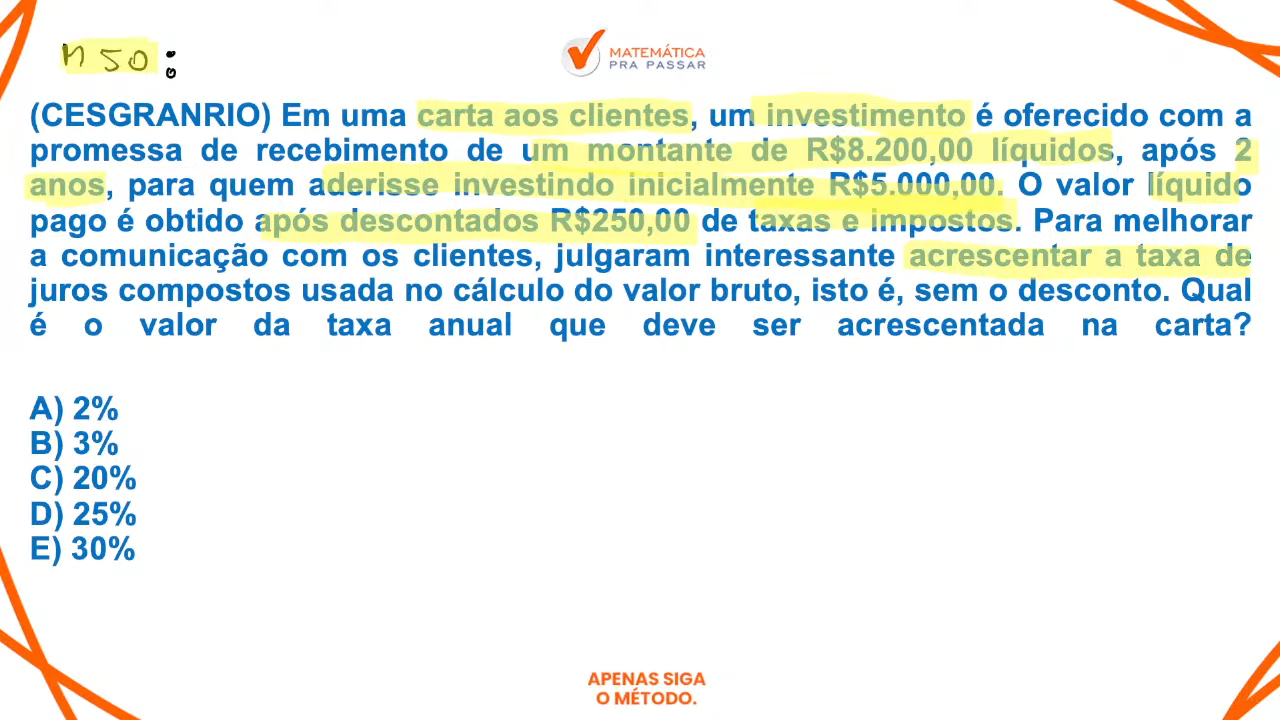 M50:
MATEMÁTICA
PRA PASSAR
(CESGRANRIO) Em uma carta aos clientes, um investimento é oferecido com a
promessa de recebimento de um montante de R$8.200,00 líquidos, após 2
anos, para quem aderisse investindo inicialmente R$5.000,00. O valor líquido
pago é obtido após descontados R$250,00 de taxas e impostos. Para melhorar
a comunicação com os clientes, julgaram interessante acrescentar a taxa de
juros compostos usada no cálculo do valor bruto, isto é, sem o desconto. Qual
é o valor da taxa anual que deve ser acrescentada na carta?
A) 2%
B) 3%
C) 20%
D) 25%
E) 30%
APENAS SIGA
O MÉTODO.